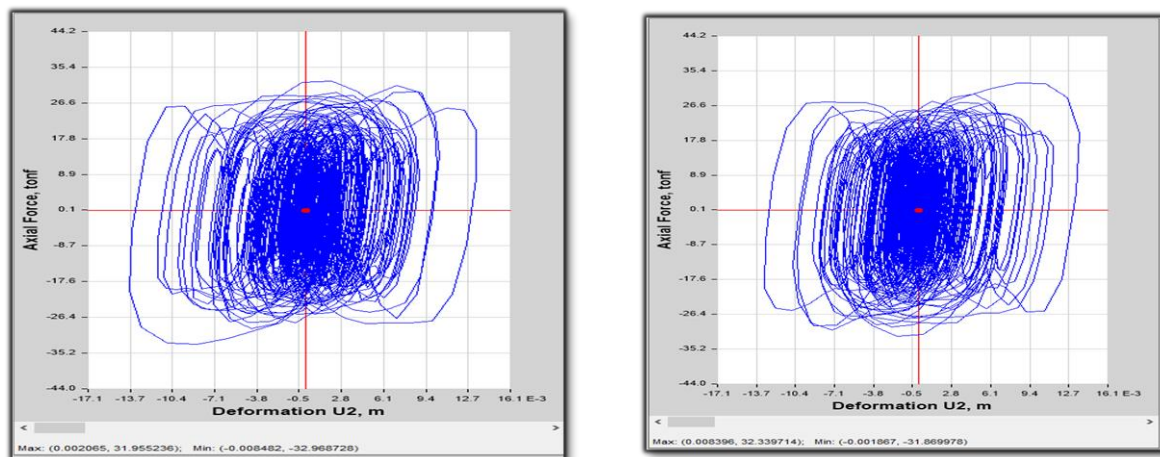 44.2
35.4
26.6
17.8
8.9
0.1
-8.7
-17.6
-26.4
-35.2
-44.0
Axial Force, tonf
-17.1 -13.7 -10.4 -7.1 -3.8 -0.5 2.8 6.1 9.4 12.7 16.1 E-3
Deformation U2, m
Max: (0.002065, 31.955236); Min: (-0.008482, -32.968728)
44.2
35.4
26.6
17.8
8.9
0.1
-8.7
-17.6
-26.4
-35.2
-44.0
Axial Force, tonf
-17.1 -13.7 -10.4 -7.1 -3.8 -0.5 2.8 6.1 9.4 12.7 16.1 E-3
Deformation U2, m
Max: (0.008396, 32.339714); Min: (-0.001867, -31.869978)